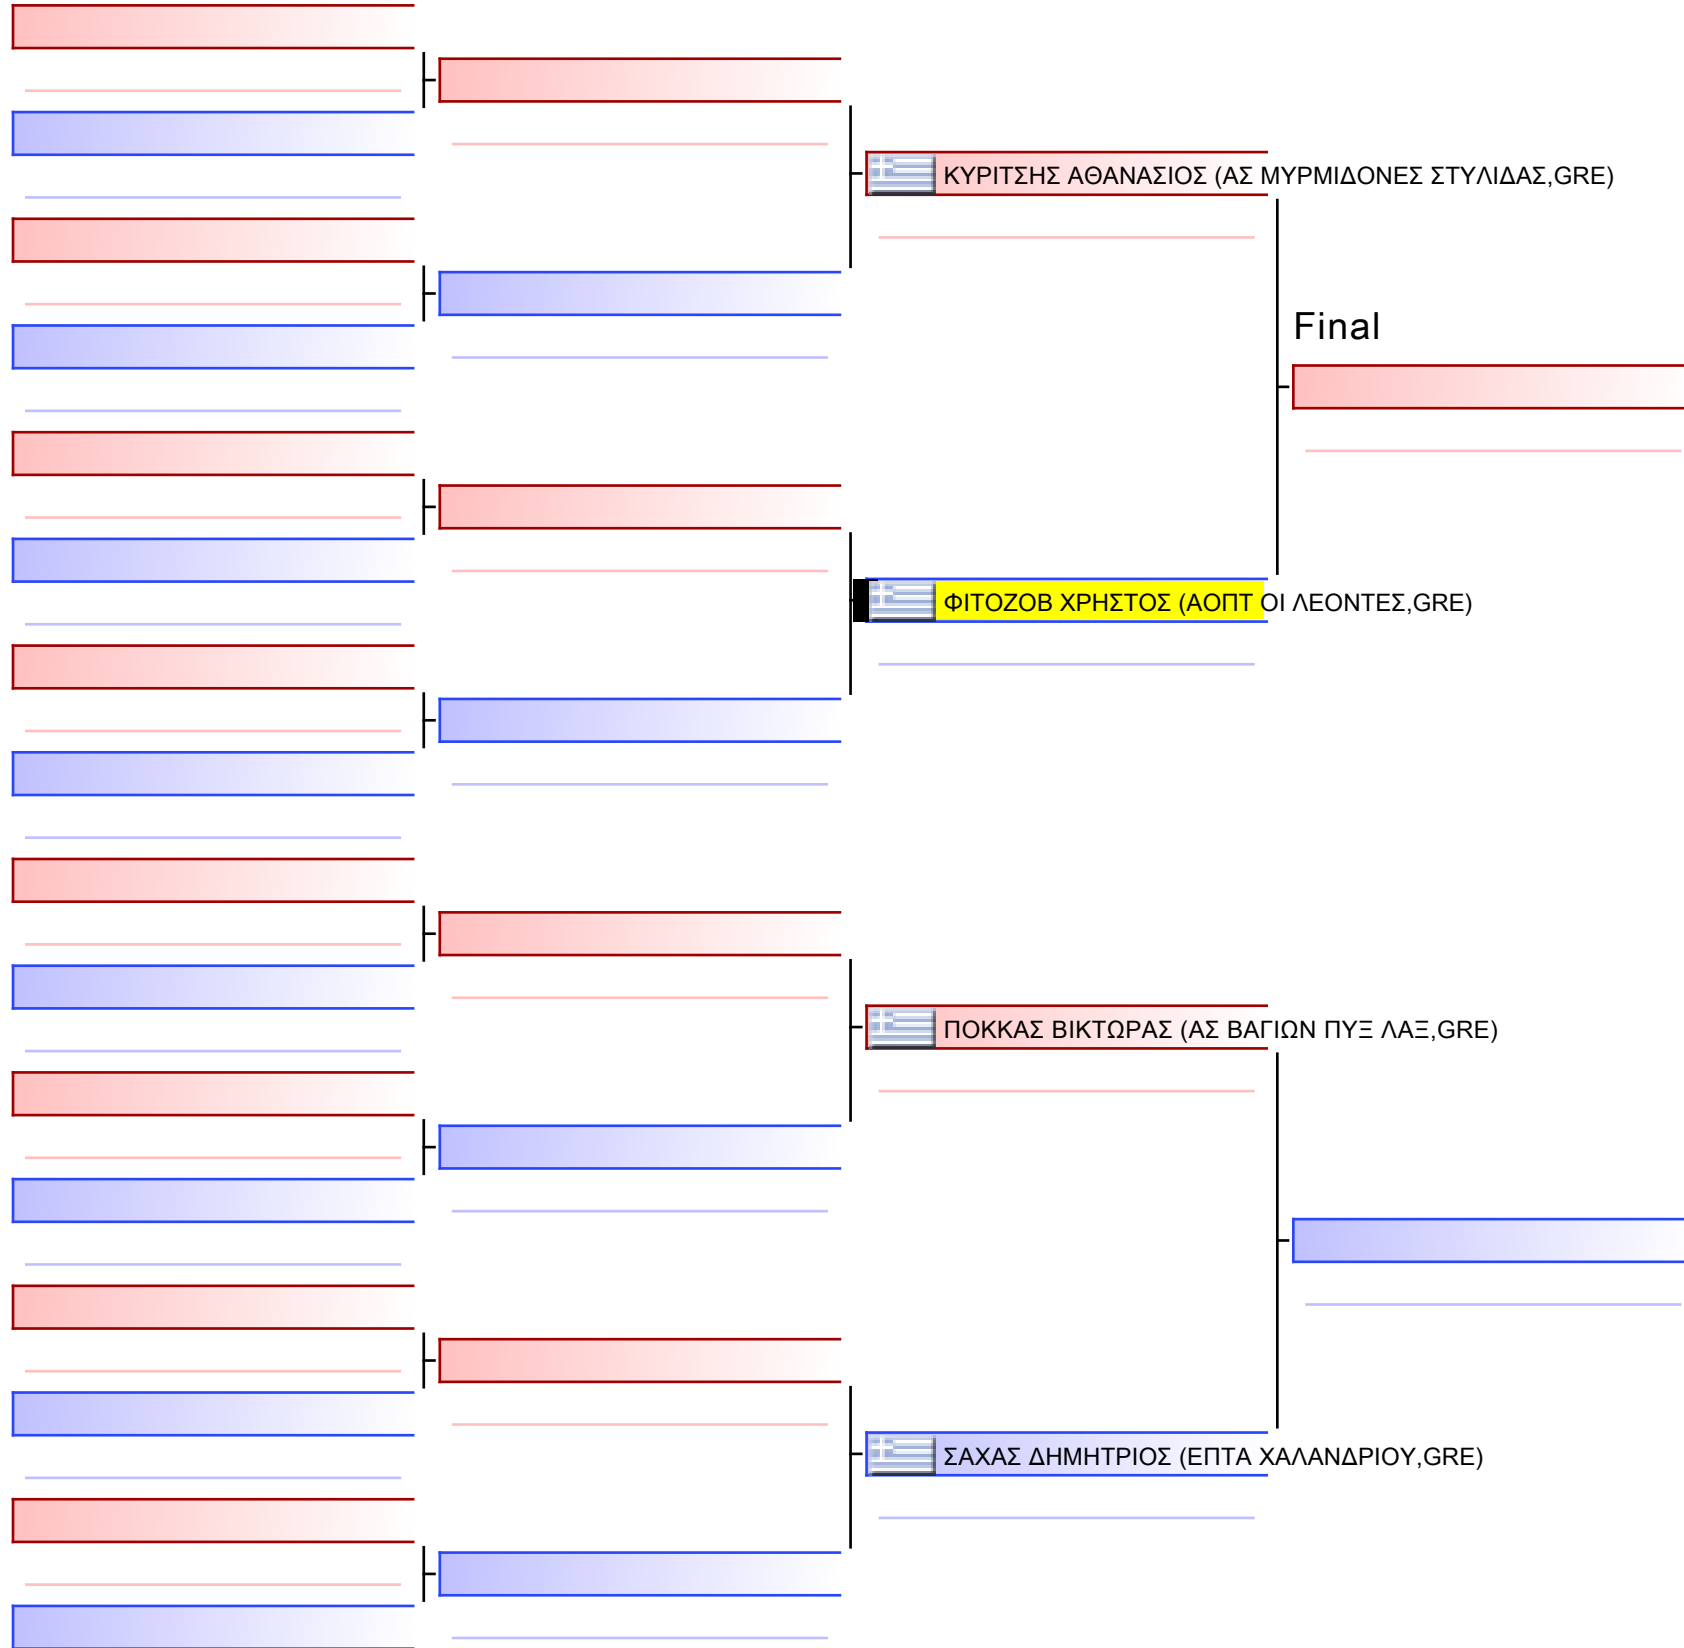 ΚΥΡΙΤΣΗΣ ΑΘΑΝΑΣΙΟΣ (ΑΣ ΜΥΡΜΙΔΟΝΕΣ ΣΤΥΛΙΔΑΣ,GRE)
Final
ΦΙΤΟΖΟΒ ΧΡΗΣΤΟΣ (ΑΟΠΤ ΟΙ ΛΕΟΝΤΕΣ,GRE)
ΠΟΚΚΑΣ ΒΙΚΤΩΡΑΣ (ΑΣ ΒΑΓΙΩΝ ΠΥΞ ΛΑΞ,GRE)
ΣΑΧΑΣ ΔΗΜΗΤΡΙΟΣ (ΕΠΤΑ ΧΑΛΑΝΔΡΙΟΥ,GRE)